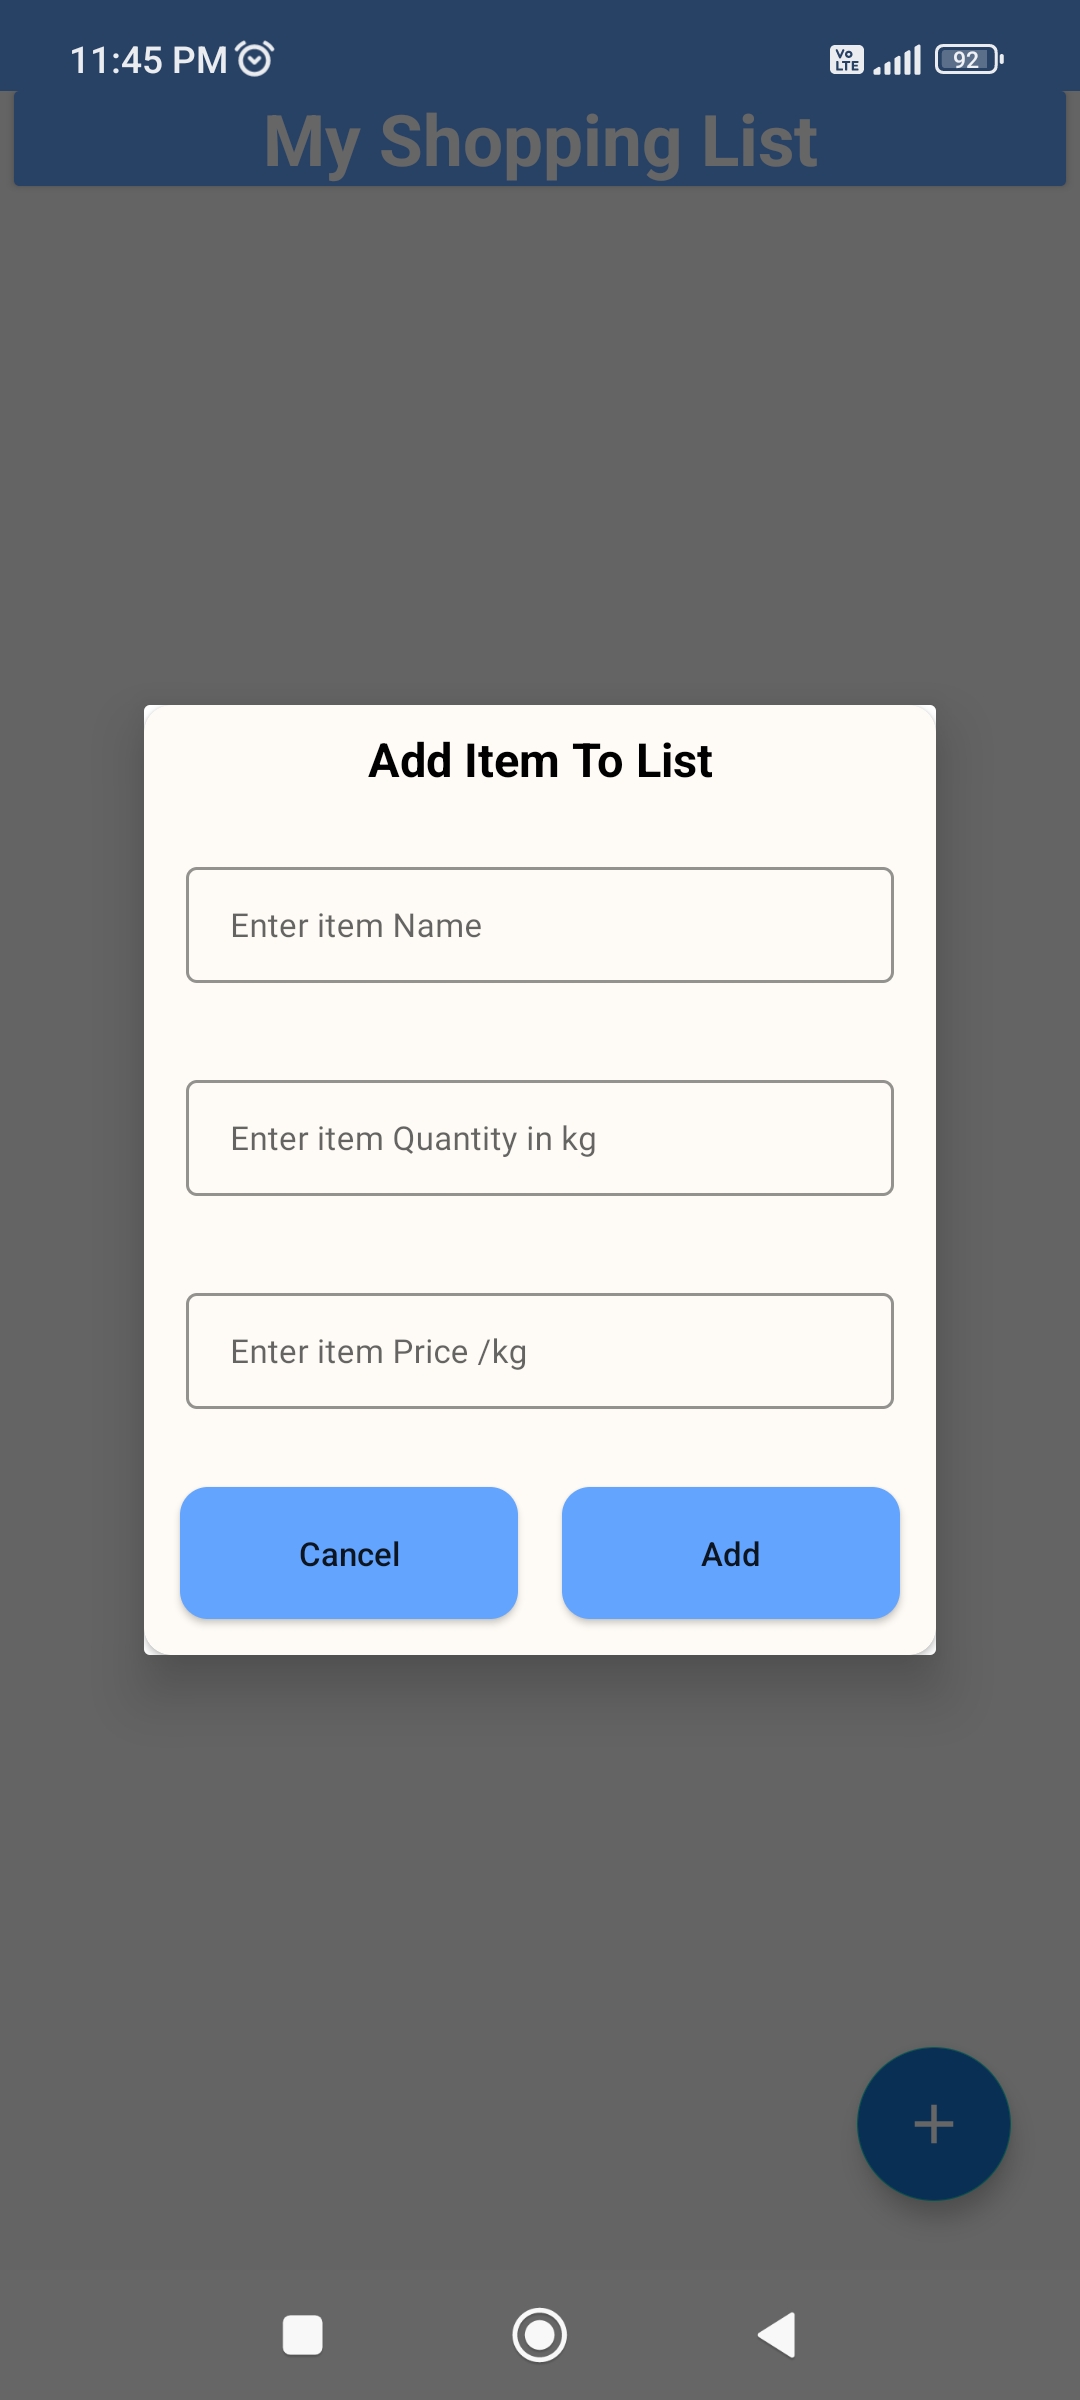 11:45 PM
Vo
LTE
92
My Shopping List
Add Item To List
Enter item Name
Enter item Quantity in kg
Enter item Price /kg
Cancel
Add